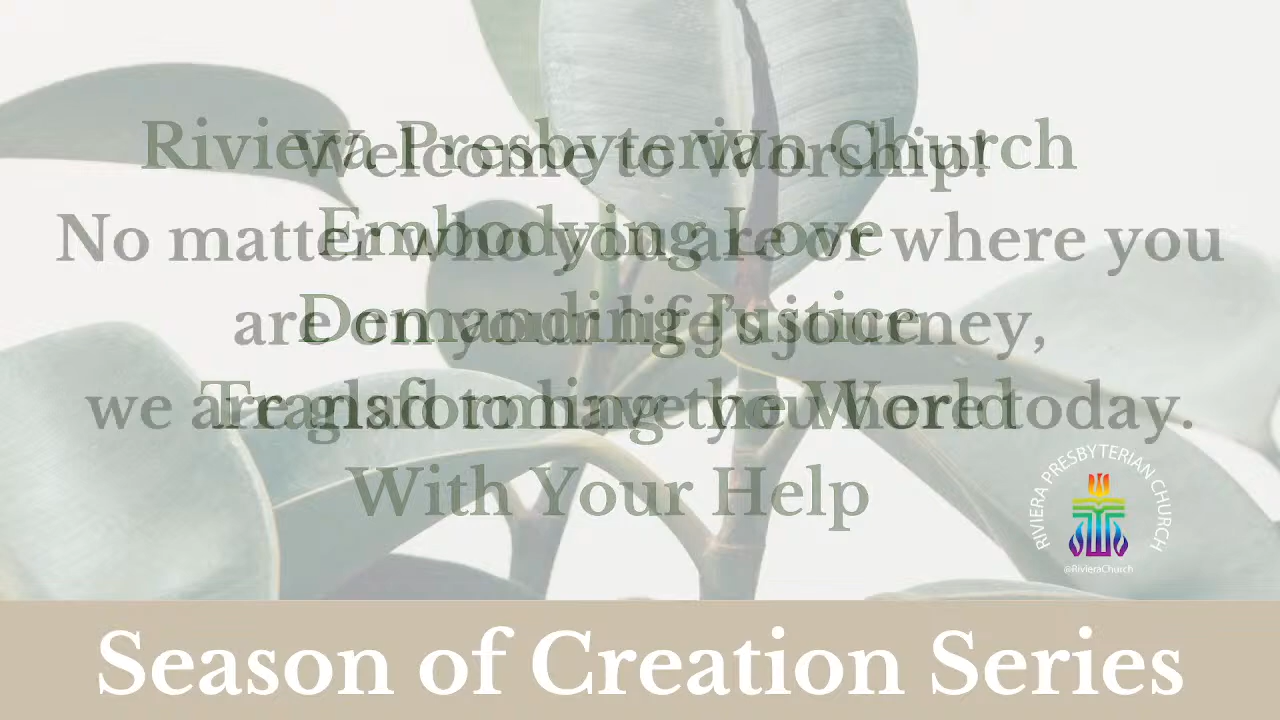 Riviera Presbyterian Church
Embodying Love
Demanding Justice
Transforming the World
With Your Help
Welcome to Worship!
No matter who you are or where you
are on your life's journey,
we are glad to have you here today.
RIVIERA PRESBYTERIAN CHURCH
@RivieraChurch
Season of Creation Series